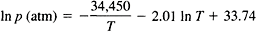 ln p (atm) = − 34,450 / T − 2.01 ln T + 33.74